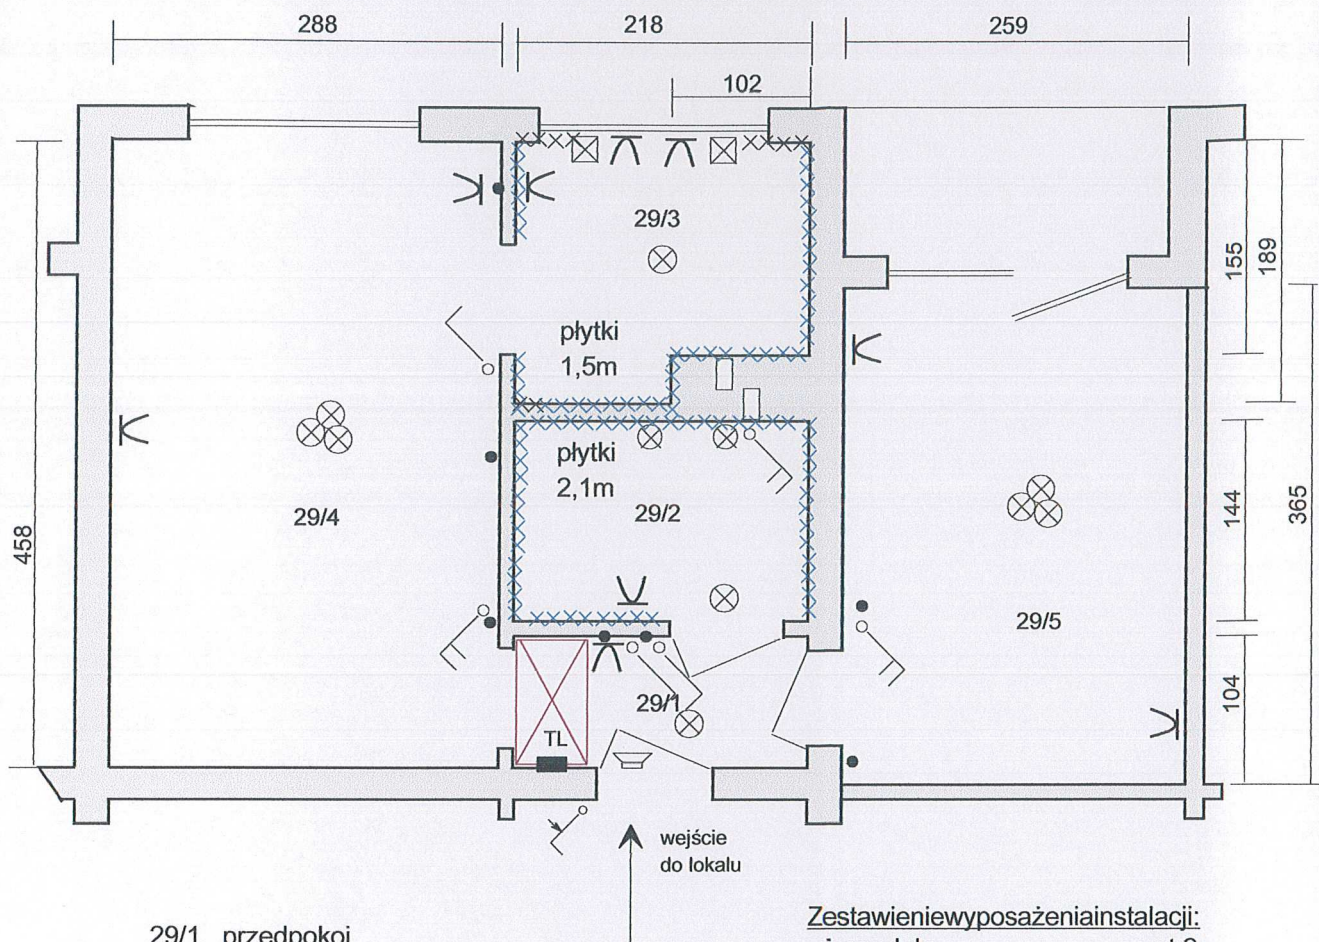 288
218
259
102
29/3
155
189
płytki
1,5m
płytki
2,1m
29/4
29/2
458
144
365
29/5
29/1
104
TL
wejście
do lokalu
Zestawieniewyposażeniainstalacji:
29/1 przedpokoj